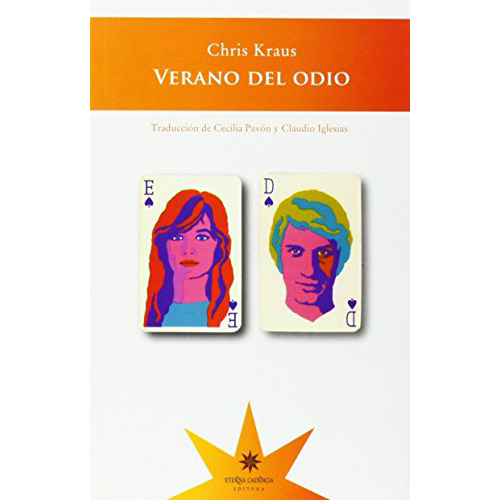 Chris Kraus
VERANO DEL ODIO
Traducción de Cecilia Pavón y Claudio Iglesias
E
D
E
D
ETERNA CADENCIA
EDITORA